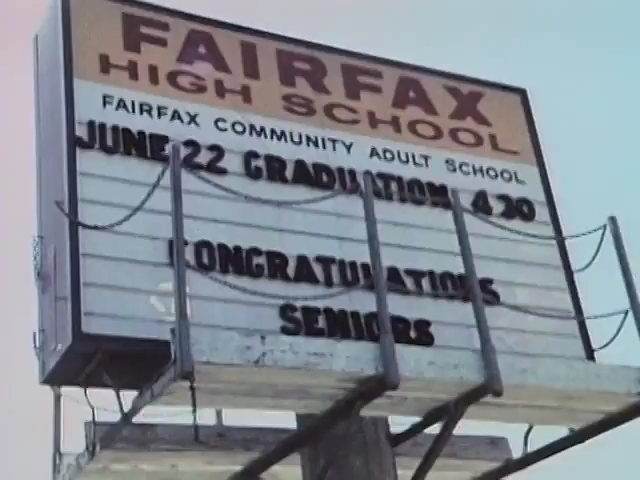 FAIRFAX
HIGH SCHOOL
FAIRFAX COMMUNITY ADULT SCHOOL
JUNE 22 GRADUATION 4 30
CONGRATULATIONS
SENIORS